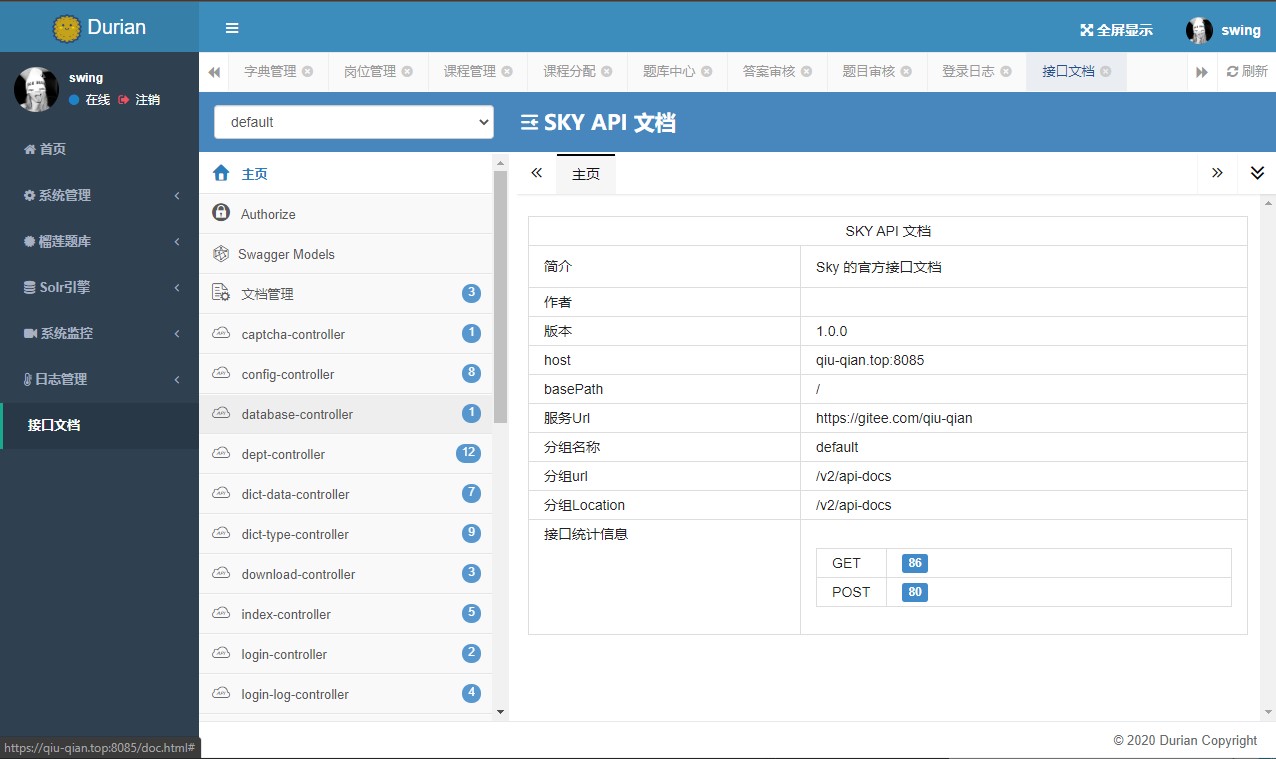 Durian
全屏显示
swing
swing
在线 注销
首页
系统管理
榴莲题库
Solr引擎
系统监控
日志管理
接口文档
字典管理 岗位管理 课程管理 课程分配 题库中心 答案审核 题目审核 登录日志 接口文档 刷新
default
SKY API 文档
主页
Authorize
Swagger Models
文档管理 3
captcha-controller 1
config-controller 8
database-controller 1
dept-controller 12
dict-data-controller 7
dict-type-controller 9
download-controller 3
index-controller 5
login-controller 2
login-log-controller 4
主页
SKY API 文档
简介 Sky 的官方接口文档
作者
版本 1.0.0
host qiu-qian.top:8085
basePath /
服务Url https://gitee.com/qiu-qian
分组名称 default
分组url /v2/api-docs
分组Location /v2/api-docs
接口统计信息
GET 86
POST 80
© 2020 Durian Copyright
https://qiu-qian.top:8085/doc.html#